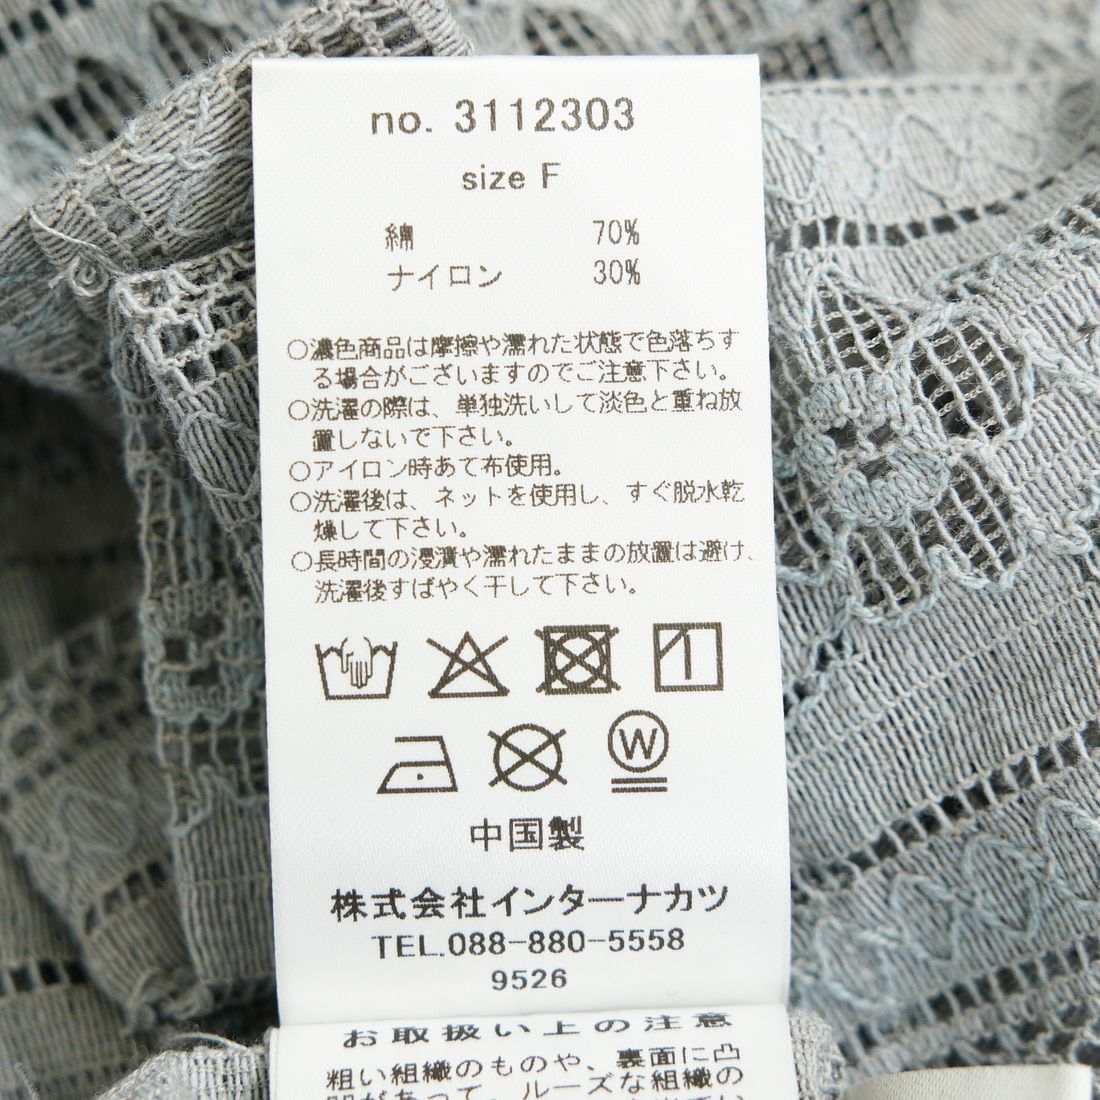 no. 3112303
size F
綿 70%
ナイロン 30%
○濃色商品は摩擦や濡れた状態で色落ちす
る場合がございますのでご注意下さい。
○洗濯の際は、単独洗いして淡色と重ね放
置しないで下さい。
○アイロン時あて布使用。
○洗濯後は、ネットを使用し、すぐ脱水乾
燥して下さい。
○長時間の浸漬や濡れたままの放置は避け、
洗濯後すばやく干して下さい。
W
中国製
株式会社インターナカツ
TEL.088-880-5558
9526
お取扱い上の注意
粗い組織のものや、裏面に凸
凹があって、ルーズな組織の